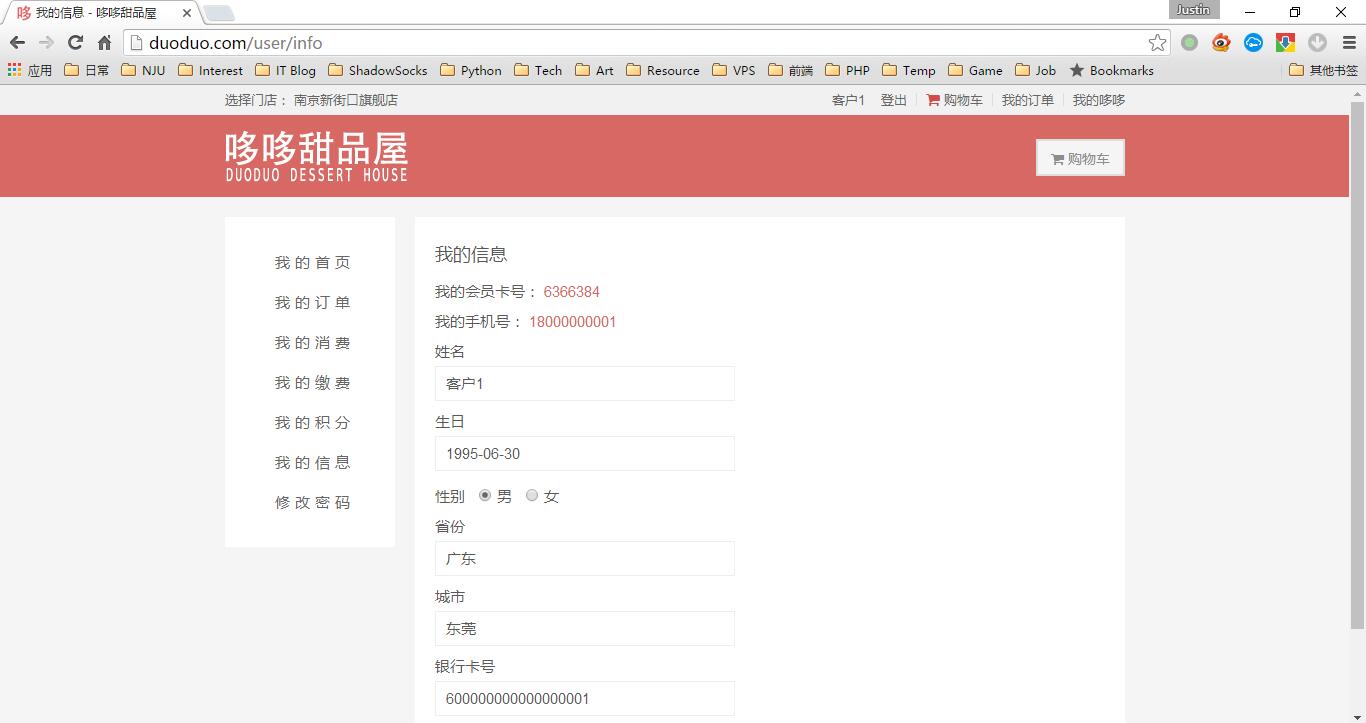 哆 我的信息 - 哆哆甜品屋
Justin
duoduo.com/user/info
应用 日常 NJU Interest IT Blog ShadowSocks Python Tech Art Resource VPS 前端 PHP Temp Game Job Bookmarks 其他书签
选择门店： 南京新街口旗舰店 客户1 登出 购物车 我的订单 我的哆哆
哆哆甜品屋
DUODUO DESSERT HOUSE
购物车
我的首页
我的订单
我的消费
我的缴费
我的积分
我的信息
修改密码
我的信息
我的会员卡号： 6366384
我的手机号： 18000000001
姓名
客户1
生日
1995-06-30
性别 男 女
省份
广东
城市
东莞
银行卡号
600000000000000001